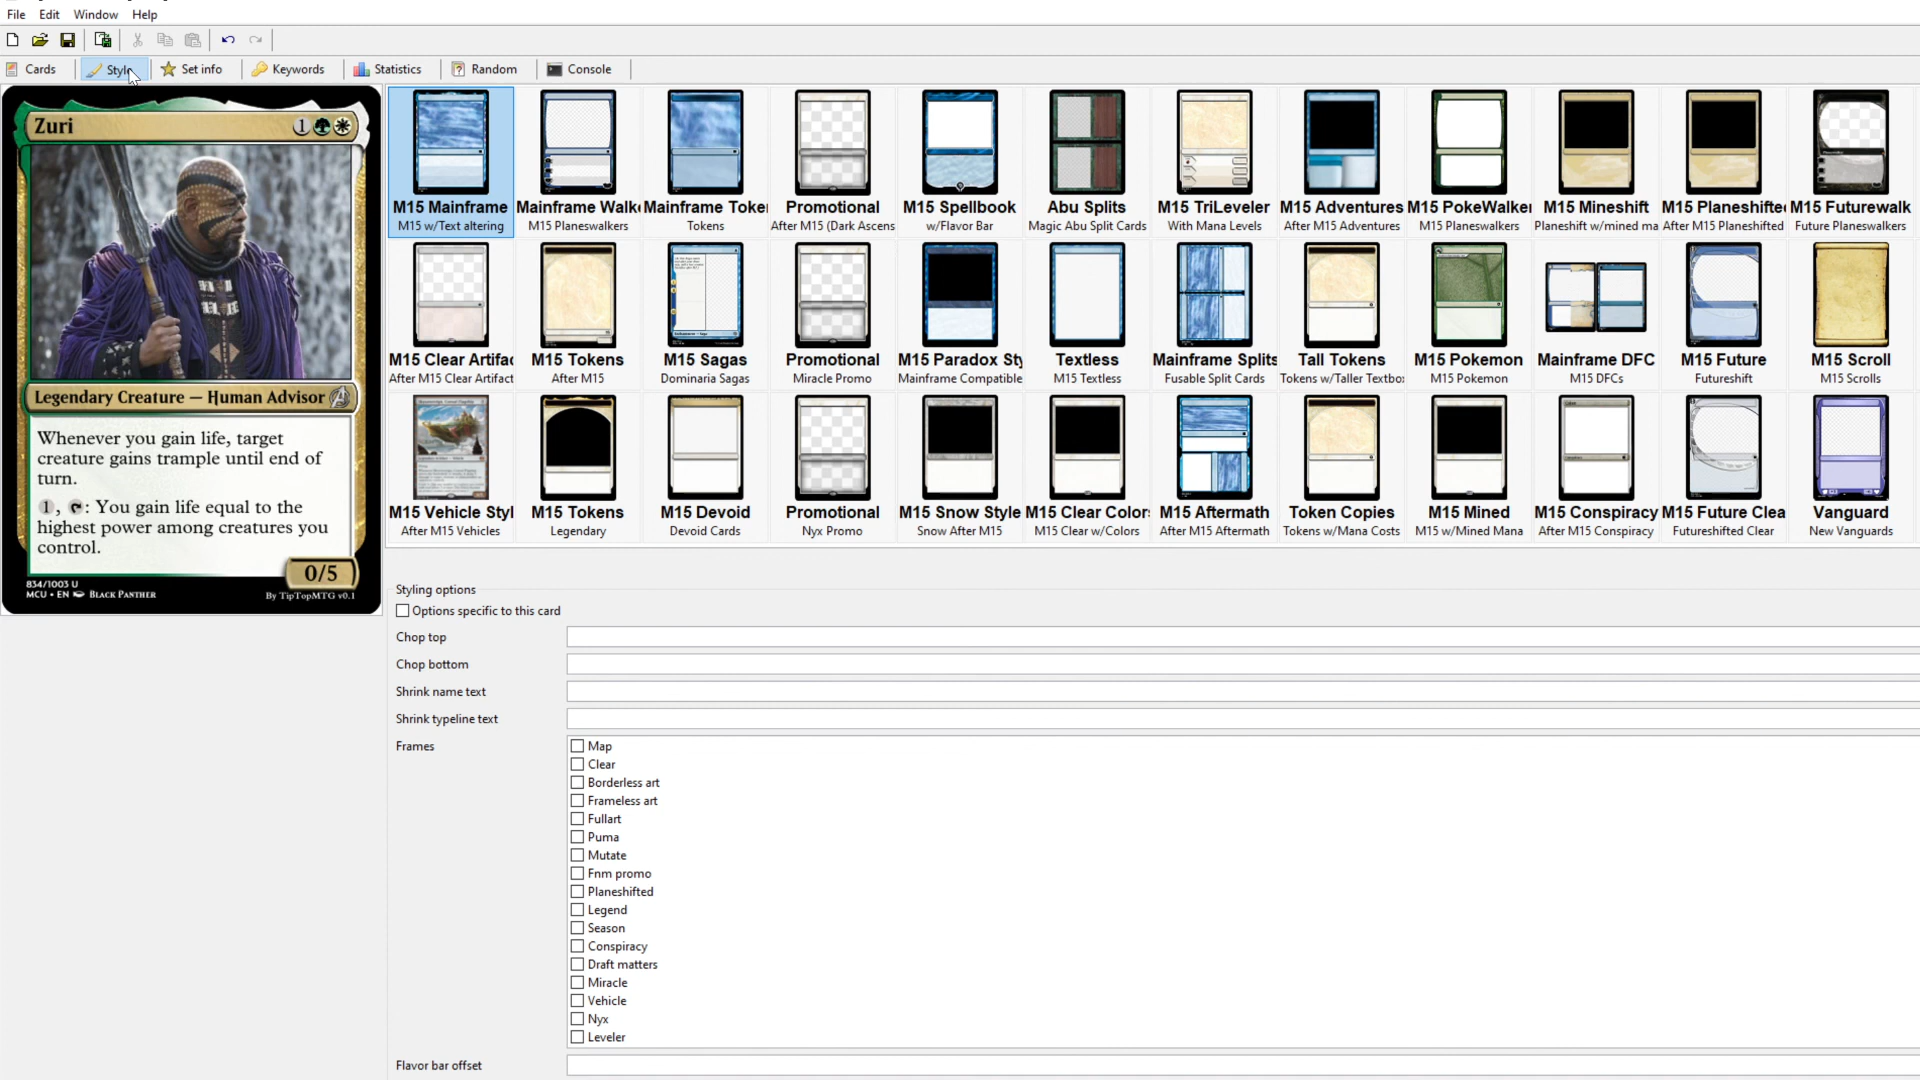 File Edit Window Help
Cards Style Set info Keywords Statistics Random Console
Zuri
1
Legendary Creature — Human Advisor
Whenever you gain life, target
creature gains trample until end of
turn.
1, : You gain life equal to the
highest power among creatures you
control.
0/5
834/1003 U
MCU • EN BLACK PANTHER
By TipTopMTG v0.1
M15 Mainframe Mainframe Walk Mainframe Toke Promotional M15 Spellbook Abu Splits M15 TriLeveler M15 Adventures M15 PokeWalker M15 Mineshift M15 Planeshifted M15 Futurewalk
M15 w/Text altering M15 Planeswalkers Tokens After M15 (Dark Ascens w/Flavor Bar Magic Abu Split Cards With Mana Levels After M15 Adventures M15 Planeswalkers Planeshift w/mined ma After M15 Planeshifted Future Planeswalkers
M15 Clear Artifac M15 Tokens M15 Sagas Promotional M15 Paradox Sty Textless Mainframe Splits Tall Tokens M15 Pokemon Mainframe DFC M15 Future M15 Scroll
After M15 Clear Artifact After M15 Dominaria Sagas Miracle Promo Mainframe Compatible M15 Textless Fusable Split Cards Tokens w/Taller Textbo M15 Pokemon M15 DFCs Futureshift M15 Scrolls
M15 Vehicle Styl M15 Tokens M15 Devoid Promotional M15 Snow Style M15 Clear Color M15 Aftermath Token Copies M15 Mined M15 Conspiracy M15 Future Clea Vanguard
After M15 Vehicles Legendary Devoid Cards Nyx Promo Snow After M15 M15 Clear w/Colors After M15 Aftermath Tokens w/Mana Costs M15 w/Mined Mana After M15 Conspiracy Futureshifted Clear New Vanguards
Styling options
Options specific to this card
Chop top
Chop bottom
Shrink name text
Shrink typeline text
Frames
Map
Clear
Borderless art
Frameless art
Fullart
Puma
Mutate
Fnm promo
Planeshifted
Legend
Season
Conspiracy
Draft matters
Miracle
Vehicle
Nyx
Leveler
Flavor bar offset